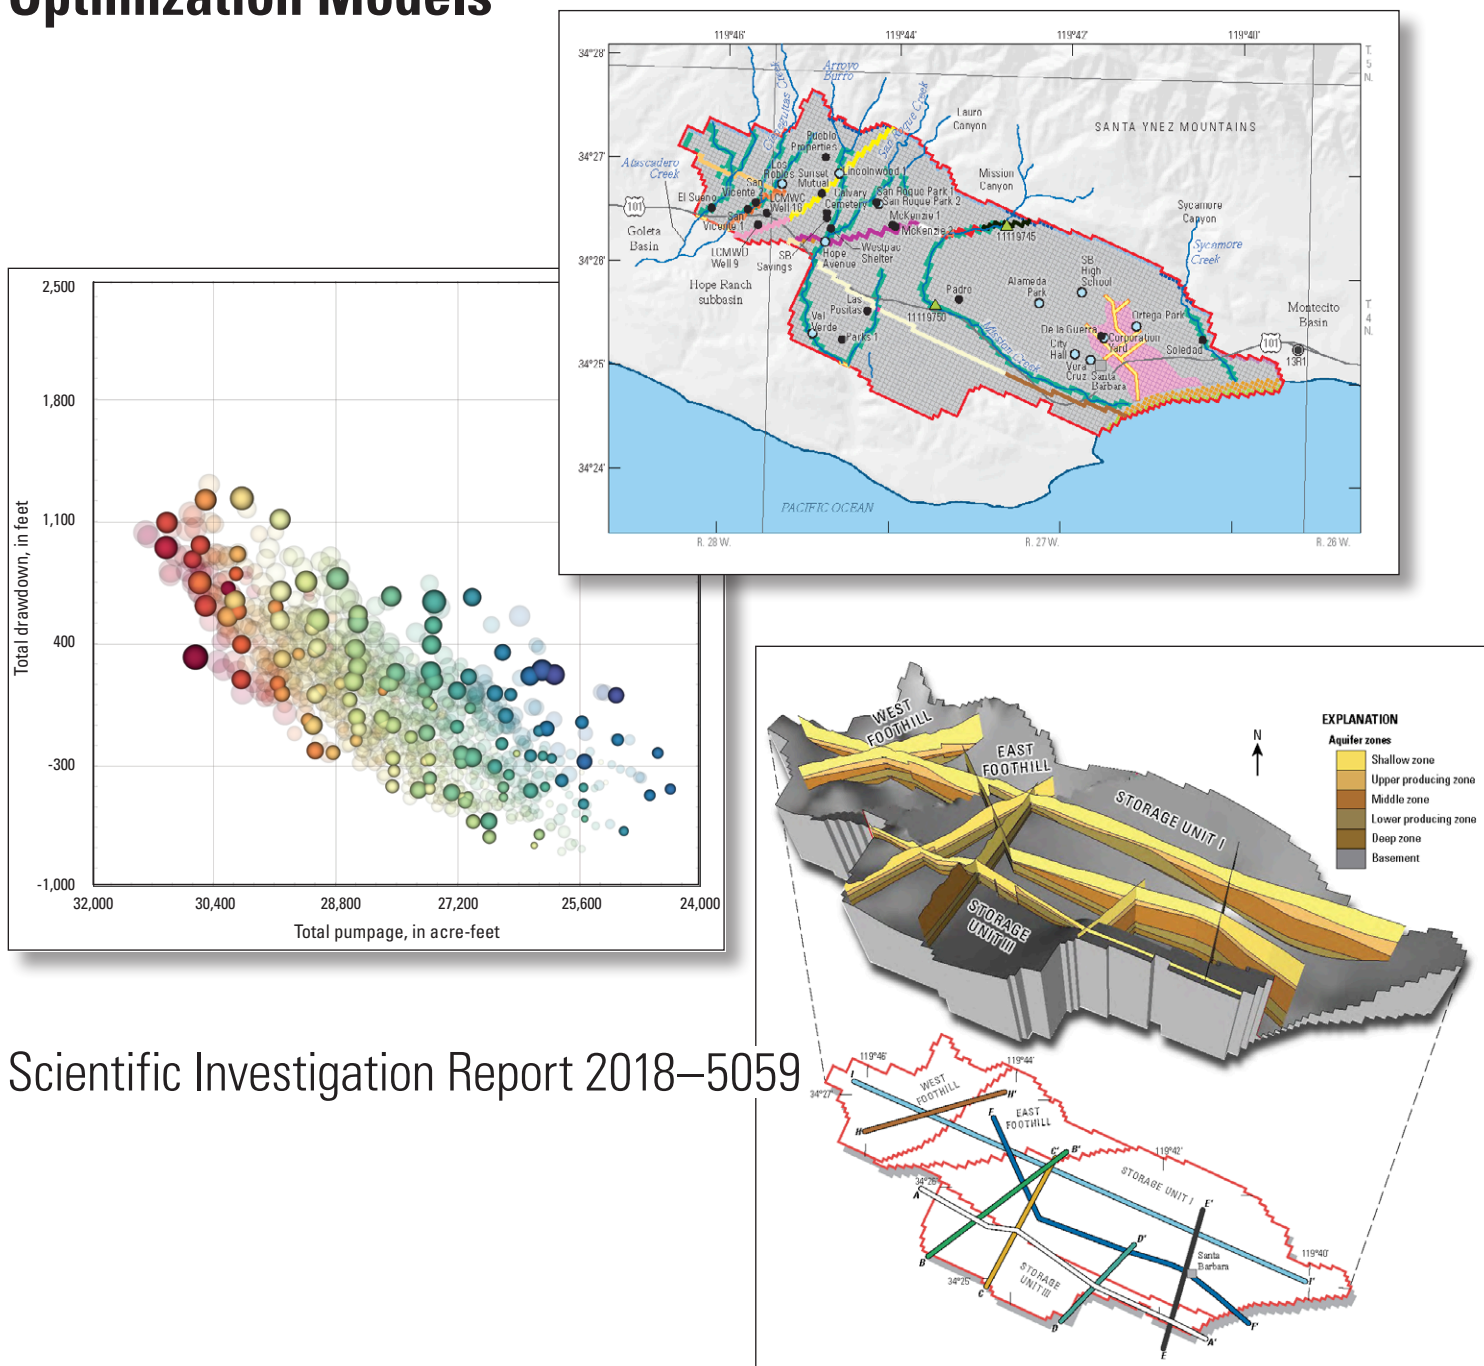 Optimization Models
119°46'
119°44'
119°47'
119°48'
34°28'
34°27'
34°26'
34°25'
34°24'
T. 5 N.
T. 4 N.
R. 28 W.
R. 27 W.
R. 26 W.
Arroyo
Burro
San Roque Creek
Lauro
Canyon
SANTA YNEZ MOUNTAINS
Mission
Canyon
Sycamore
Canyon
Sycamore
Creek
Atascadero
Creek
101
Goleta
Basin
Hope Ranch
subbasin
Pueblo
Properties
Los
Robles
Sunset
Mutual
Lincolnwood 1
San
Vicente 2
El Sueno
LCMWC
Well 10
Calvary
Cemetery
San Roque Park 1
San Roque Park 2
McKenzie 1
McKenzie 2
San
Vicente 1
LCMWD
Well 9
SB
Savings
Hope
Avenue
Westpac
Shelter
11119745
11119750
Padro
Alameda
Park
SB
High
School
Las
Positas
Val
Verde
Parks 1
Mission Creek
De la Guerra
Ortega Park
Corporation
Yard
City
Hall
Vera
Cruz
Santa
Barbara
Soledad
101
13R1
Montecito
Basin
PACIFIC OCEAN
2,500
1,800
1,100
400
-300
-1,000
Total drawdown, in feet
32,000
30,400
28,800
27,200
25,600
24,000
Total pumpage, in acre-feet
WEST
FOOTHILL
EAST
FOOTHILL
STORAGE UNIT I
STORAGE
UNIT III
N
EXPLANATION
Aquifer zones
Shallow zone
Upper producing zone
Middle zone
Lower producing zone
Deep zone
Basement
Scientific Investigation Report 2018–5059
119°46'
119°44'
119°42'
119°40'
34°27'
34°26'
34°25'
WEST
FOOTHILL
EAST
FOOTHILL
STORAGE UNIT I
STORAGE
UNIT III
Santa
Barbara
I
H
H'
F
C'
B'
A
B
C
D'
D
E'
E
A'
F'
I'